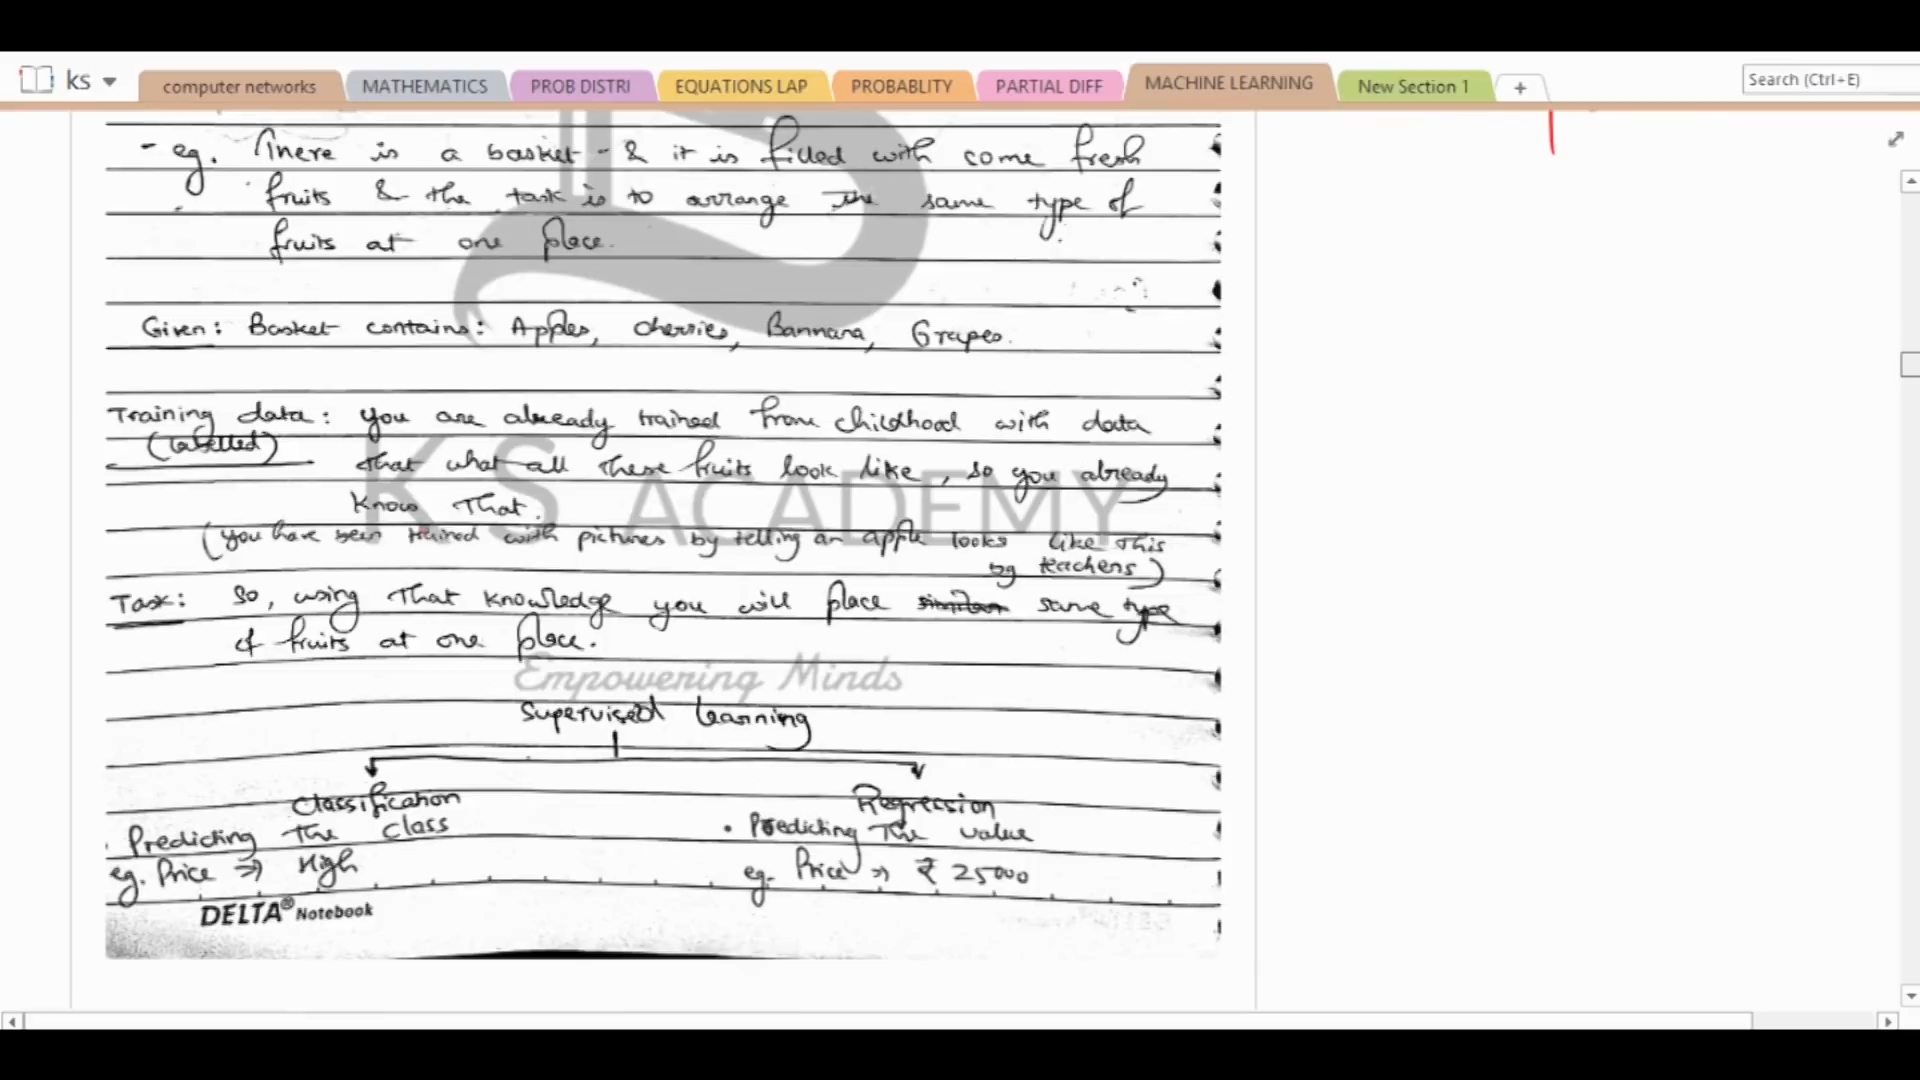 ks
computer networks
MATHEMATICS
PROB DISTRI
EQUATIONS LAP
PROBABLITY
PARTIAL DIFF
MACHINE LEARNING
New Section 1
+
Search (Ctrl+E)
- eg. There is a basket - & it is filled with come fresh
fruits & the task is to arrange the same type of
fruits at one place.
Given: Basket contains: Apples, cherries, Bannana, Grapes.
Training data: you are already trained from childhood with data
(labelled)
that what all these fruits look like, so you already
know that.
KS ACADEMY
(you have been trained with pictures by telling an apple looks like this
by teachers)
Task: So, using that knowledge you will place similar same type
of fruits at one place.
Empowering Minds
Supervised learning
Classification
Regression
. Predicting the class
• Predicting the value
eg. Price => High
eg. Price => ₹ 25000
DELTA® Notebook